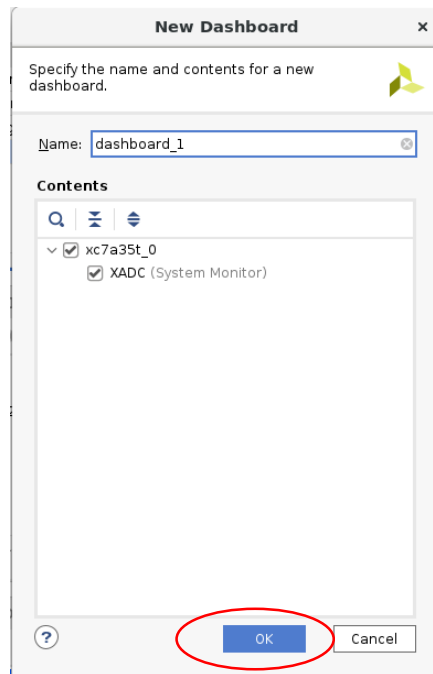 New Dashboard ×
Specify the name and contents for a new
dashboard.
Name: dashboard_1
Contents
xc7a35t_0
XADC (System Monitor)
? OK Cancel